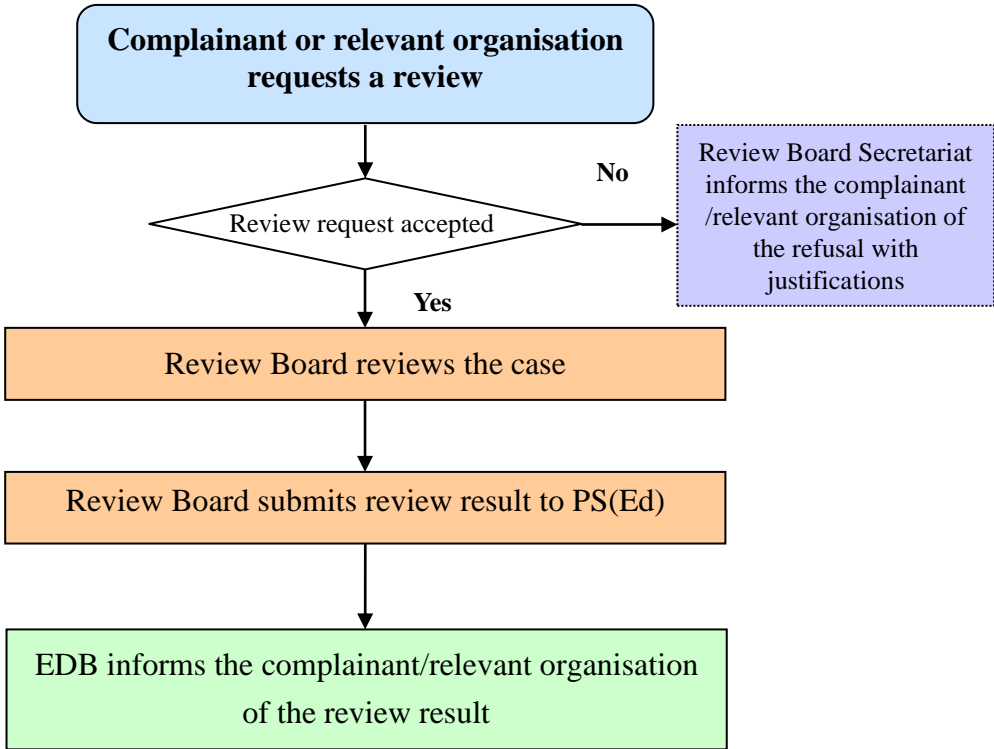 Complainant or relevant organisation
requests a review
Review request accepted
No
Review Board Secretariat
informs the complainant
/relevant organisation of
the refusal with
justifications
Yes
Review Board reviews the case
Review Board submits review result to PS(Ed)
EDB informs the complainant/relevant organisation
of the review result